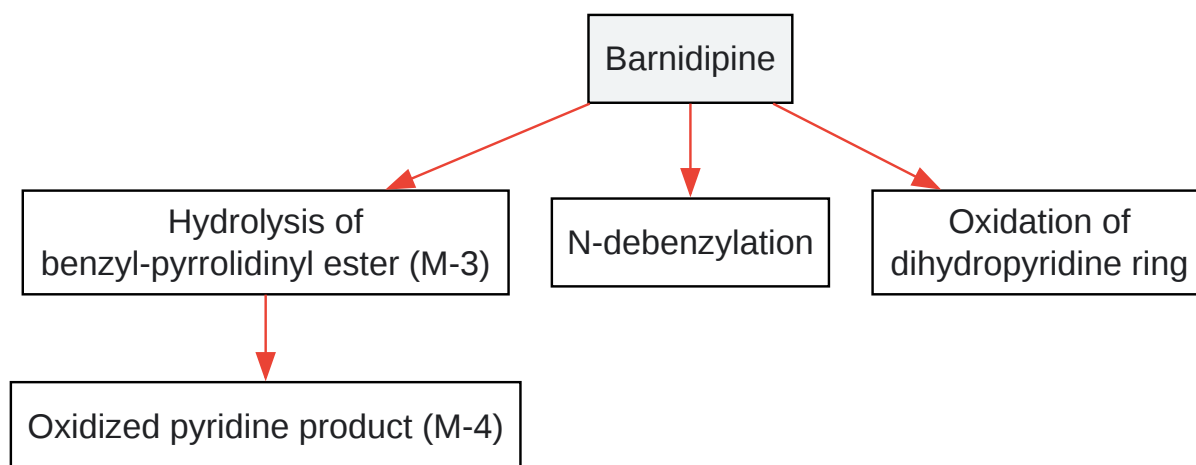 Barnidipine
Hydrolysis of
benzyl-pyrrolidinyl ester (M-3)
N-debenzylation
Oxidation of
dihydropyridine ring
Oxidized pyridine product (M-4)